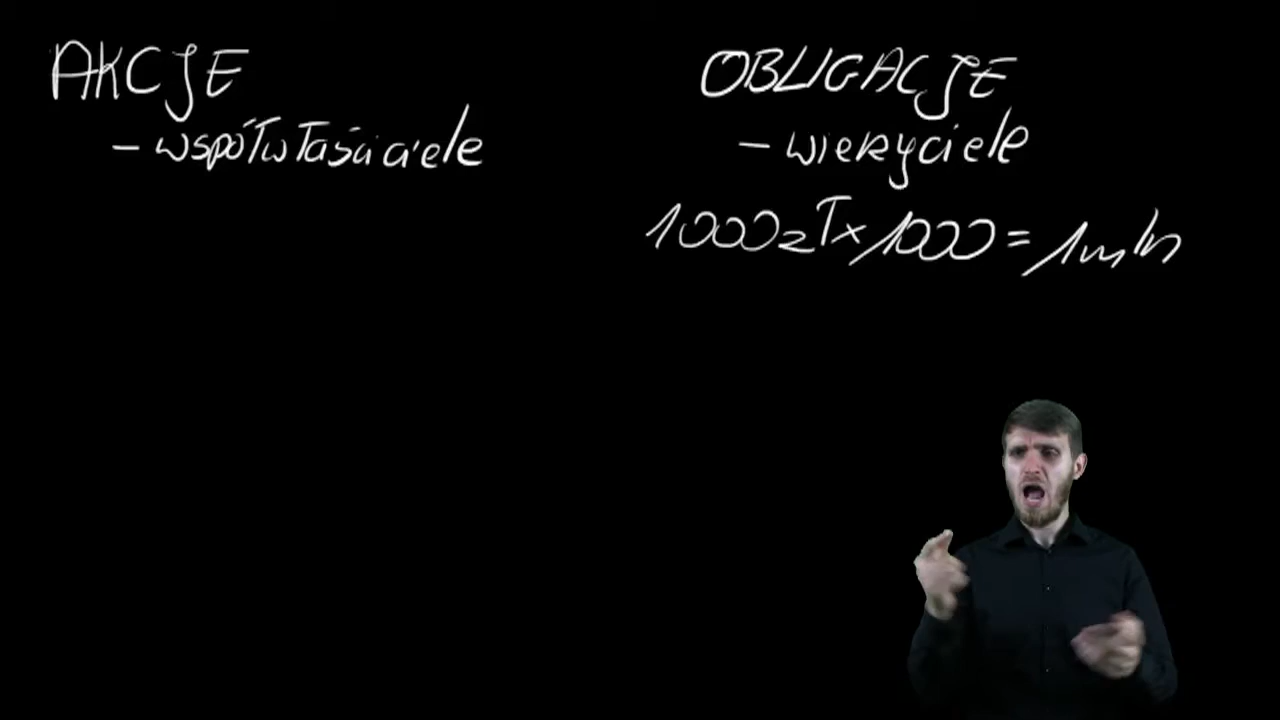 AKCJE
- współwłaściciele
OBLIGACJE
- wierzyciele
1000zł x 1000 = 1mln